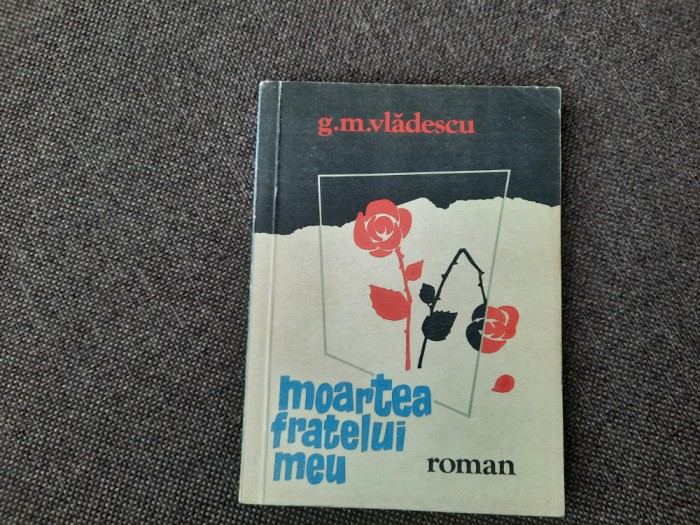 g.m.vlădescu
moartea
fratelui
meu
roman